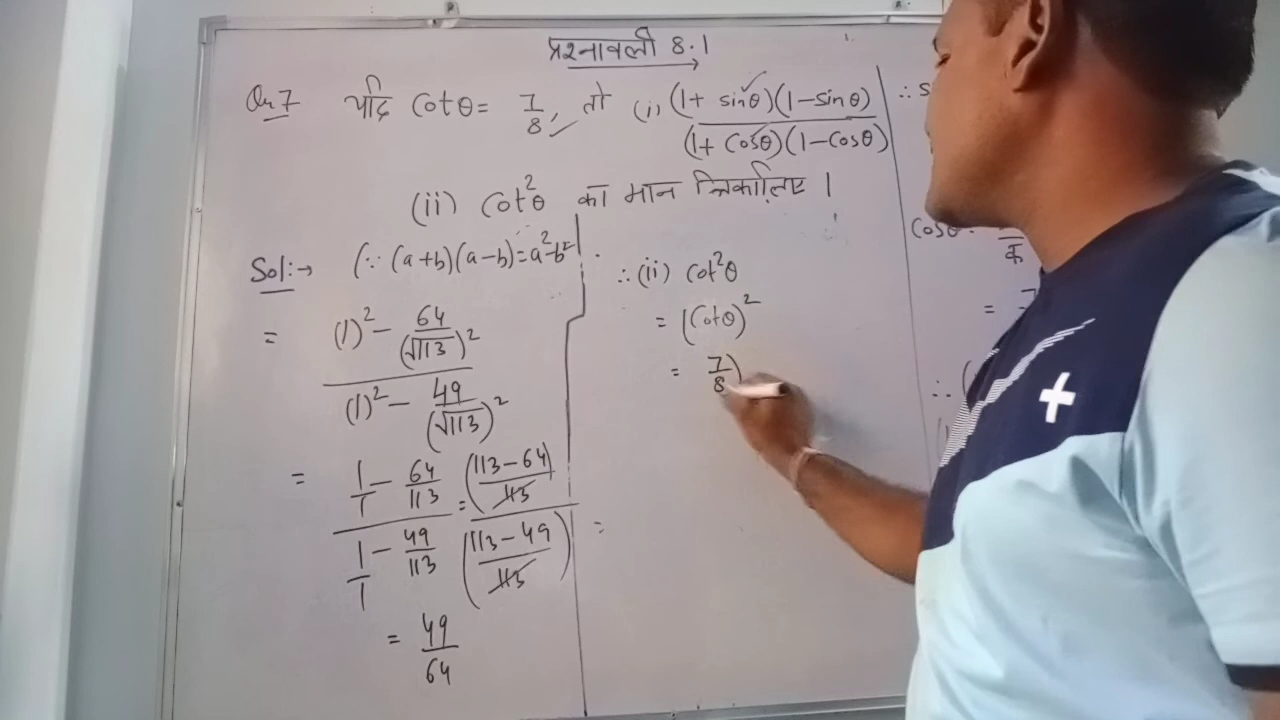 प्रश्नावली 8.1
Qn 7 यदि Cotθ = 7/8, तो (i) (1+ sinθ)(1-sinθ) / (1+ Cosθ)(1-Cosθ)
(ii) Cot²θ का मान निकालिए ।
Sol:→ (∵ (a+b)(a-b)=a²-b²
= (1)² - 64/(√113)² / (1)² - 49/(√113)²
= 1/1 - 64/113 / 1/1 - 49/113 = (113-64)/113 / (113-49)/113 =
= 49/64
∴ (ii) Cot²θ
= (Cotθ)²
= 7/8)
∴ s
Cosθ
= 7
∴ (